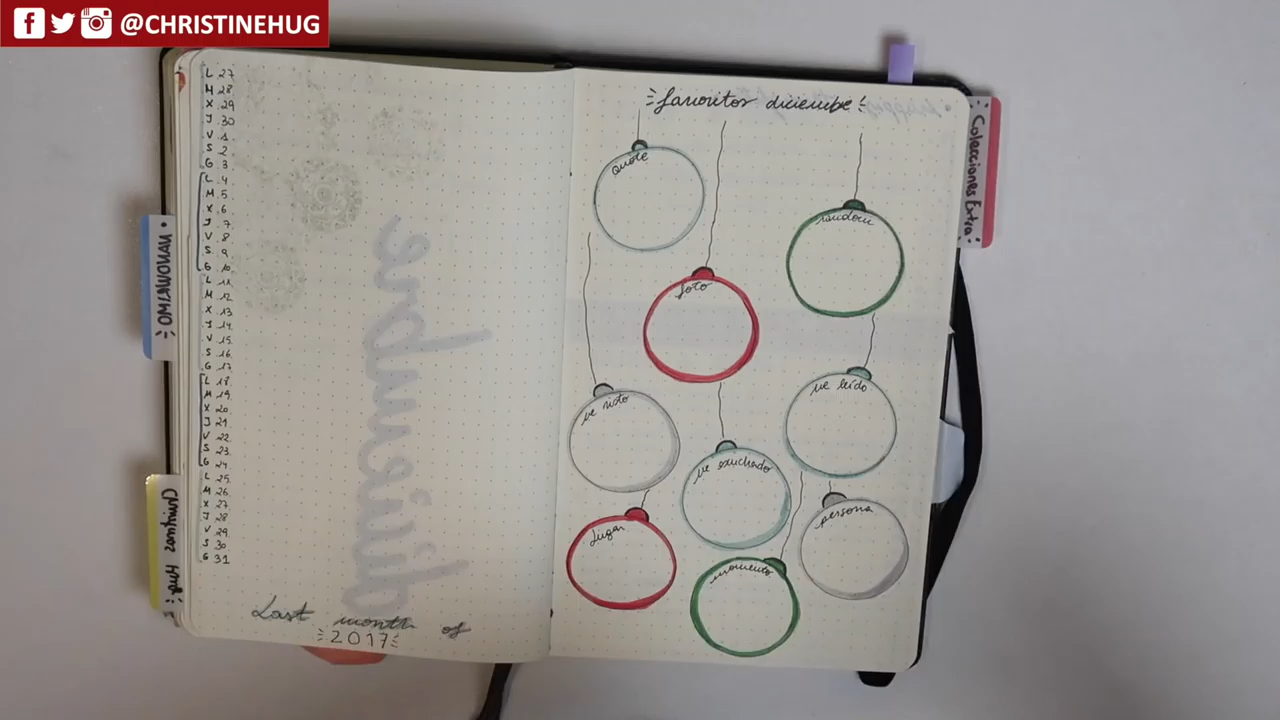 @CHRISTINEHUG
L 27
M 28
X 29
J 30
V 1
S 2
G 3
L 4
M 5
X 6
J 7
V 8
S 9
G 10
L 11
M 12
X 13
J 14
V 15
S 16
G 17
L 18
M 19
X 20
J 21
V 22
S 23
G 24
L 25
M 26
X 27
J 28
V 29
S 30
G 31
Last month of
2017
favoritos diciembre
quote
random
foto
he leído
he visto
he escuchado
persona
lugar
momento
Colecciones Extra